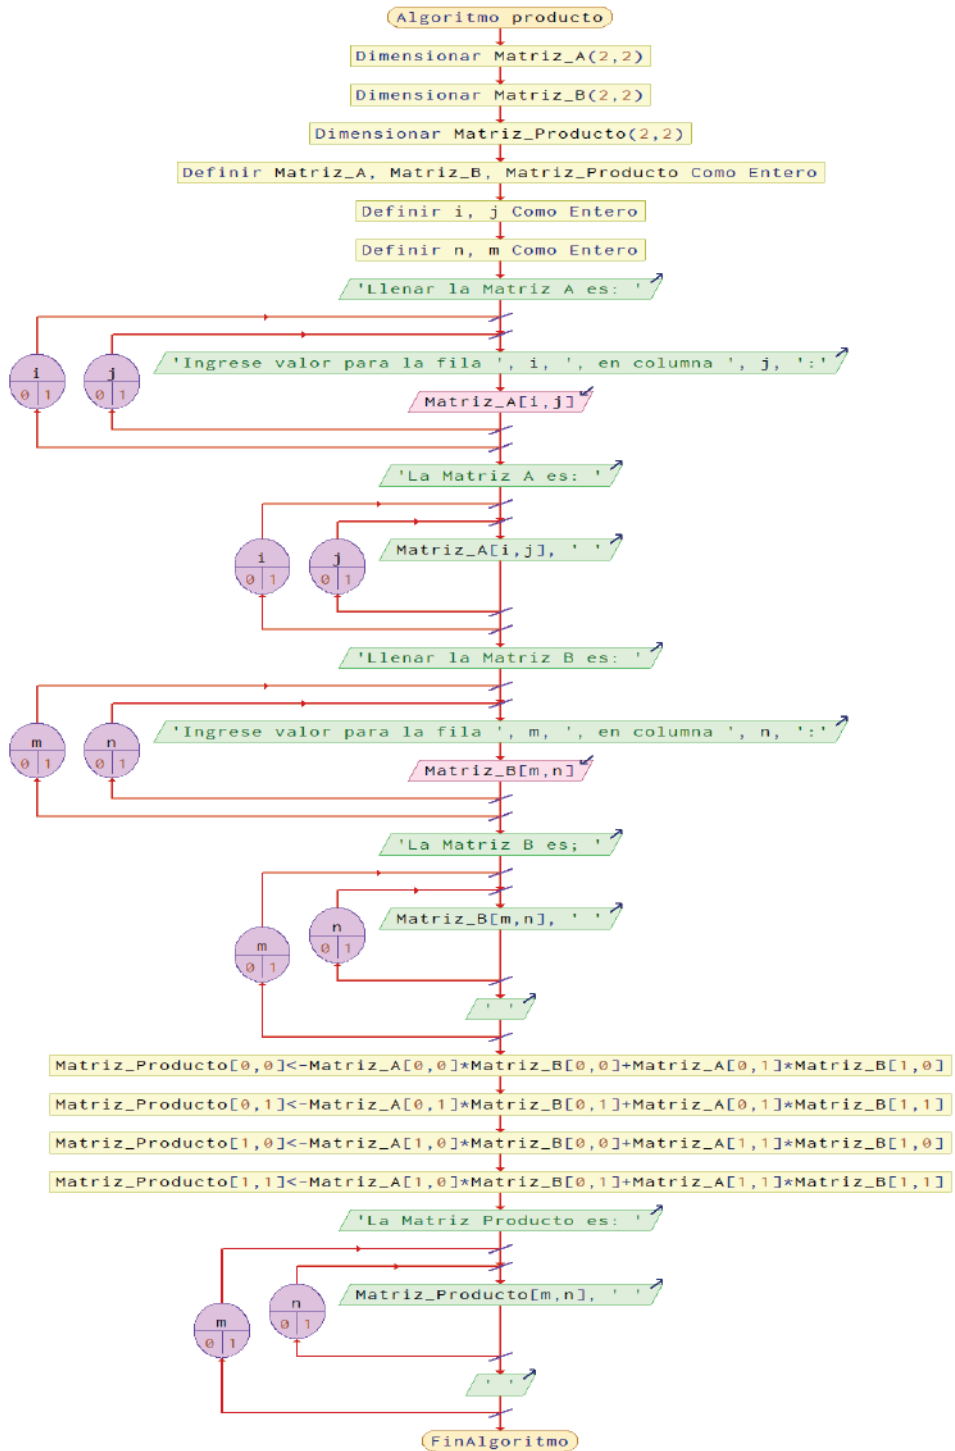 Algoritmo producto
Dimensionar Matriz_A(2,2)
Dimensionar Matriz_B(2,2)
Dimensionar Matriz_Producto(2,2)
Definir Matriz_A, Matriz_B, Matriz_Producto Como Entero
Definir i, j Como Entero
Definir n, m Como Entero
'Llenar la Matriz A es: '
i
0 1
j
0 1
'Ingrese valor para la fila ', i, ', en columna ', j, ':'
Matriz_A[i,j]
'La Matriz A es: '
i
0 1
j
0 1
Matriz_A[i,j], ' '
'Llenar la Matriz B es: '
m
0 1
n
0 1
'Ingrese valor para la fila ', m, ', en columna ', n, ':'
Matriz_B[m,n]
'La Matriz B es; '
m
0 1
n
0 1
Matriz_B[m,n], ' '
' '
Matriz_Producto[0,0]<-Matriz_A[0,0]*Matriz_B[0,0]+Matriz_A[0,1]*Matriz_B[1,0]
Matriz_Producto[0,1]<-Matriz_A[0,1]*Matriz_B[0,1]+Matriz_A[0,1]*Matriz_B[1,1]
Matriz_Producto[1,0]<-Matriz_A[1,0]*Matriz_B[0,0]+Matriz_A[1,1]*Matriz_B[1,0]
Matriz_Producto[1,1]<-Matriz_A[1,0]*Matriz_B[0,1]+Matriz_A[1,1]*Matriz_B[1,1]
'La Matriz Producto es: '
m
0 1
n
0 1
Matriz_Producto[m,n], ' '
' '
FinAlgoritmo